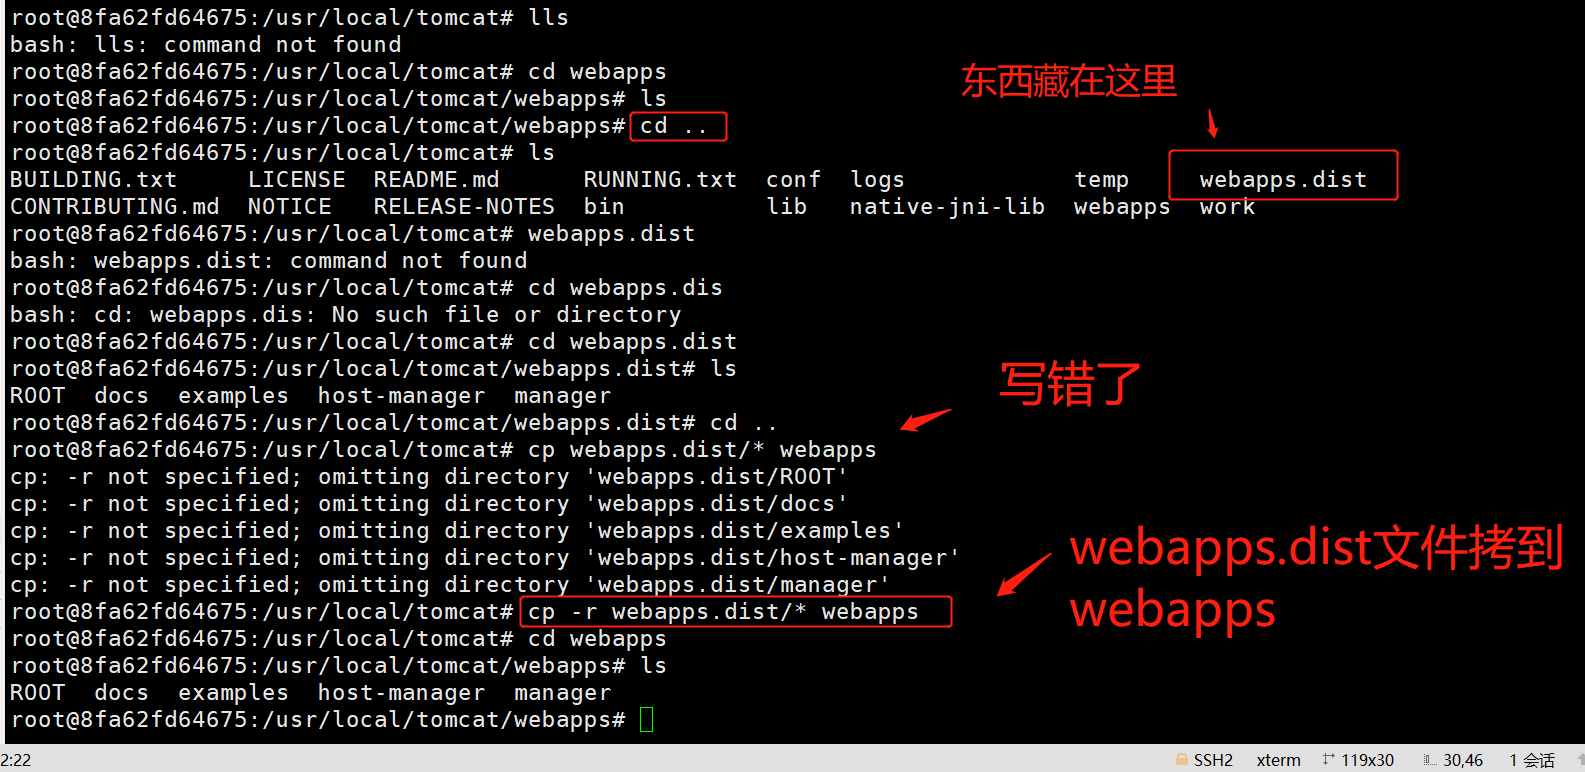 root@8fa62fd64675:/usr/local/tomcat# lls
bash: lls: command not found
root@8fa62fd64675:/usr/local/tomcat# cd webapps
东西藏在这里
root@8fa62fd64675:/usr/local/tomcat/webapps# ls
root@8fa62fd64675:/usr/local/tomcat/webapps# cd ..
root@8fa62fd64675:/usr/local/tomcat# ls
BUILDING.txt     LICENSE  README.md      RUNNING.txt  conf  logs            temp     webapps.dist
CONTRIBUTING.md  NOTICE   RELEASE-NOTES  bin          lib   native-jni-lib  webapps  work
root@8fa62fd64675:/usr/local/tomcat# webapps.dist
bash: webapps.dist: command not found
root@8fa62fd64675:/usr/local/tomcat# cd webapps.dis
bash: cd: webapps.dis: No such file or directory
root@8fa62fd64675:/usr/local/tomcat# cd webapps.dist
root@8fa62fd64675:/usr/local/tomcat/webapps.dist# ls
写错了
ROOT  docs  examples  host-manager  manager
root@8fa62fd64675:/usr/local/tomcat/webapps.dist# cd ..
root@8fa62fd64675:/usr/local/tomcat# cp webapps.dist/* webapps
cp: -r not specified; omitting directory 'webapps.dist/ROOT'
cp: -r not specified; omitting directory 'webapps.dist/docs'
cp: -r not specified; omitting directory 'webapps.dist/examples'
cp: -r not specified; omitting directory 'webapps.dist/host-manager'
cp: -r not specified; omitting directory 'webapps.dist/manager'
webapps.dist文件拷到
webapps
root@8fa62fd64675:/usr/local/tomcat# cp -r webapps.dist/* webapps
root@8fa62fd64675:/usr/local/tomcat# cd webapps
root@8fa62fd64675:/usr/local/tomcat/webapps# ls
ROOT  docs  examples  host-manager  manager
root@8fa62fd64675:/usr/local/tomcat/webapps#
2:22 SSH2 xterm 119x30 30,46 1 会话